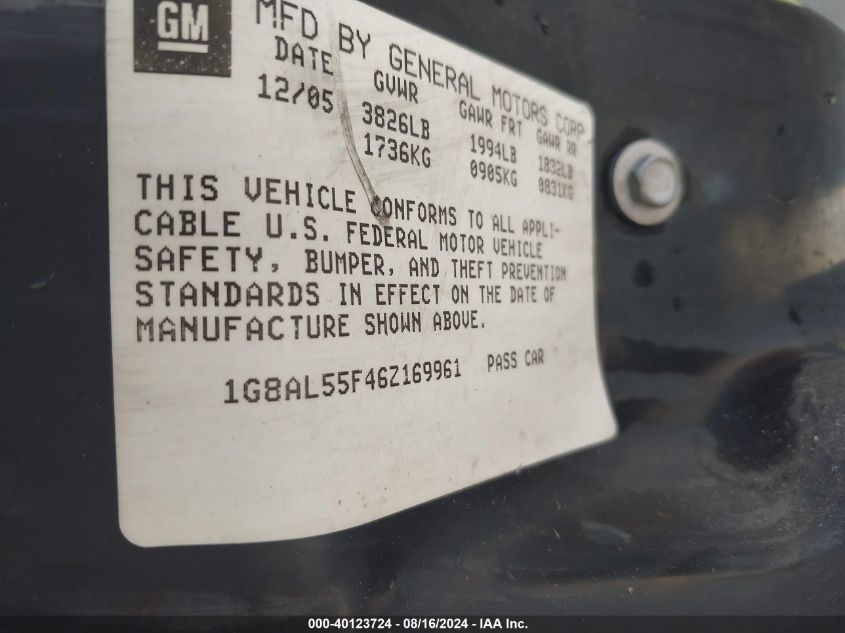 GM
MFD BY GENERAL MOTORS CORP
DATE GVWR GAWR FRT GAWR RR
12/05 3826LB 1994LB 1832LB
1736KG 0905KG 0831KG
THIS VEHICLE CONFORMS TO ALL APPLI-
CABLE U.S. FEDERAL MOTOR VEHICLE
SAFETY, BUMPER, AND THEFT PREVENTION
STANDARDS IN EFFECT ON THE DATE OF
MANUFACTURE SHOWN ABOVE.
1G8AL55F46Z169961 PASS CAR
000-40123724 - 08/16/2024 - IAA Inc.